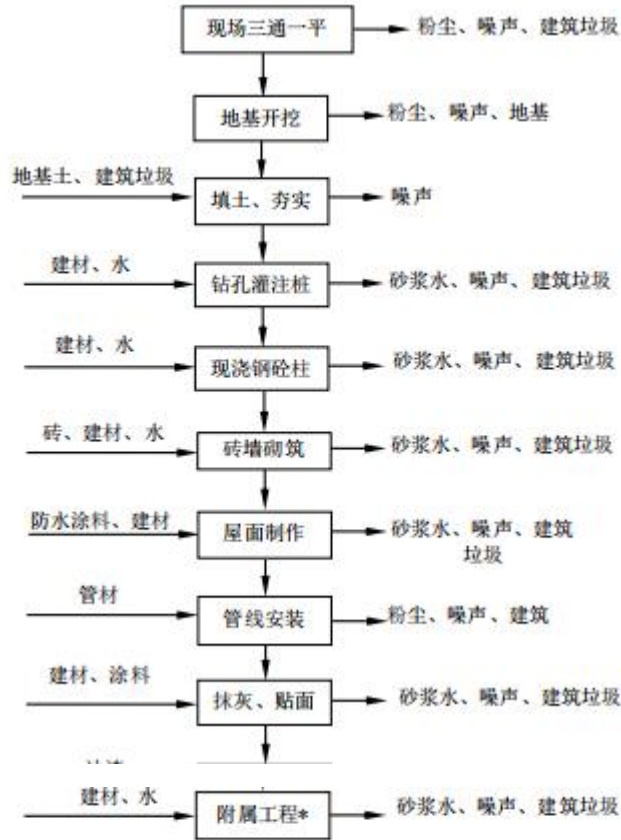 现场三通一平
粉尘、噪声、建筑垃圾
地基开挖
粉尘、噪声、地基
地基土、建筑垃圾
填土、夯实
噪声
建材、水
钻孔灌注桩
砂浆水、噪声、建筑垃圾
建材、水
现浇钢砼柱
砂浆水、噪声、建筑垃圾
砖、建材、水
砖墙砌筑
砂浆水、噪声、建筑垃圾
防水涂料、建材
屋面制作
砂浆水、噪声、建筑
垃圾
管材
管线安装
粉尘、噪声、建筑
建材、涂料
抹灰、贴面
砂浆水、噪声、建筑垃圾
建材、水
附属工程*
砂浆水、噪声、建筑垃圾